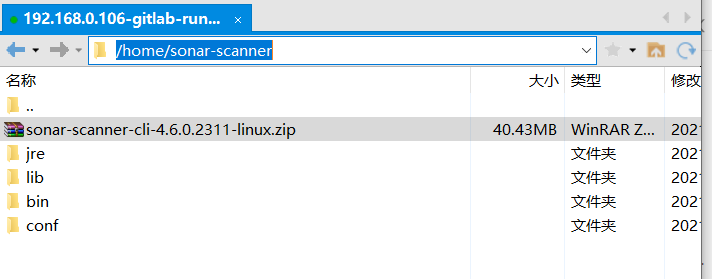 192.168.0.106-gitlab-run... ×
/home/sonar-scanner
名称 大小 类型 修改
..
sonar-scanner-cli-4.6.0.2311-linux.zip 40.43MB WinRAR Z... 2021
jre 文件夹 2021
lib 文件夹 2021
bin 文件夹 2021
conf 文件夹 2021